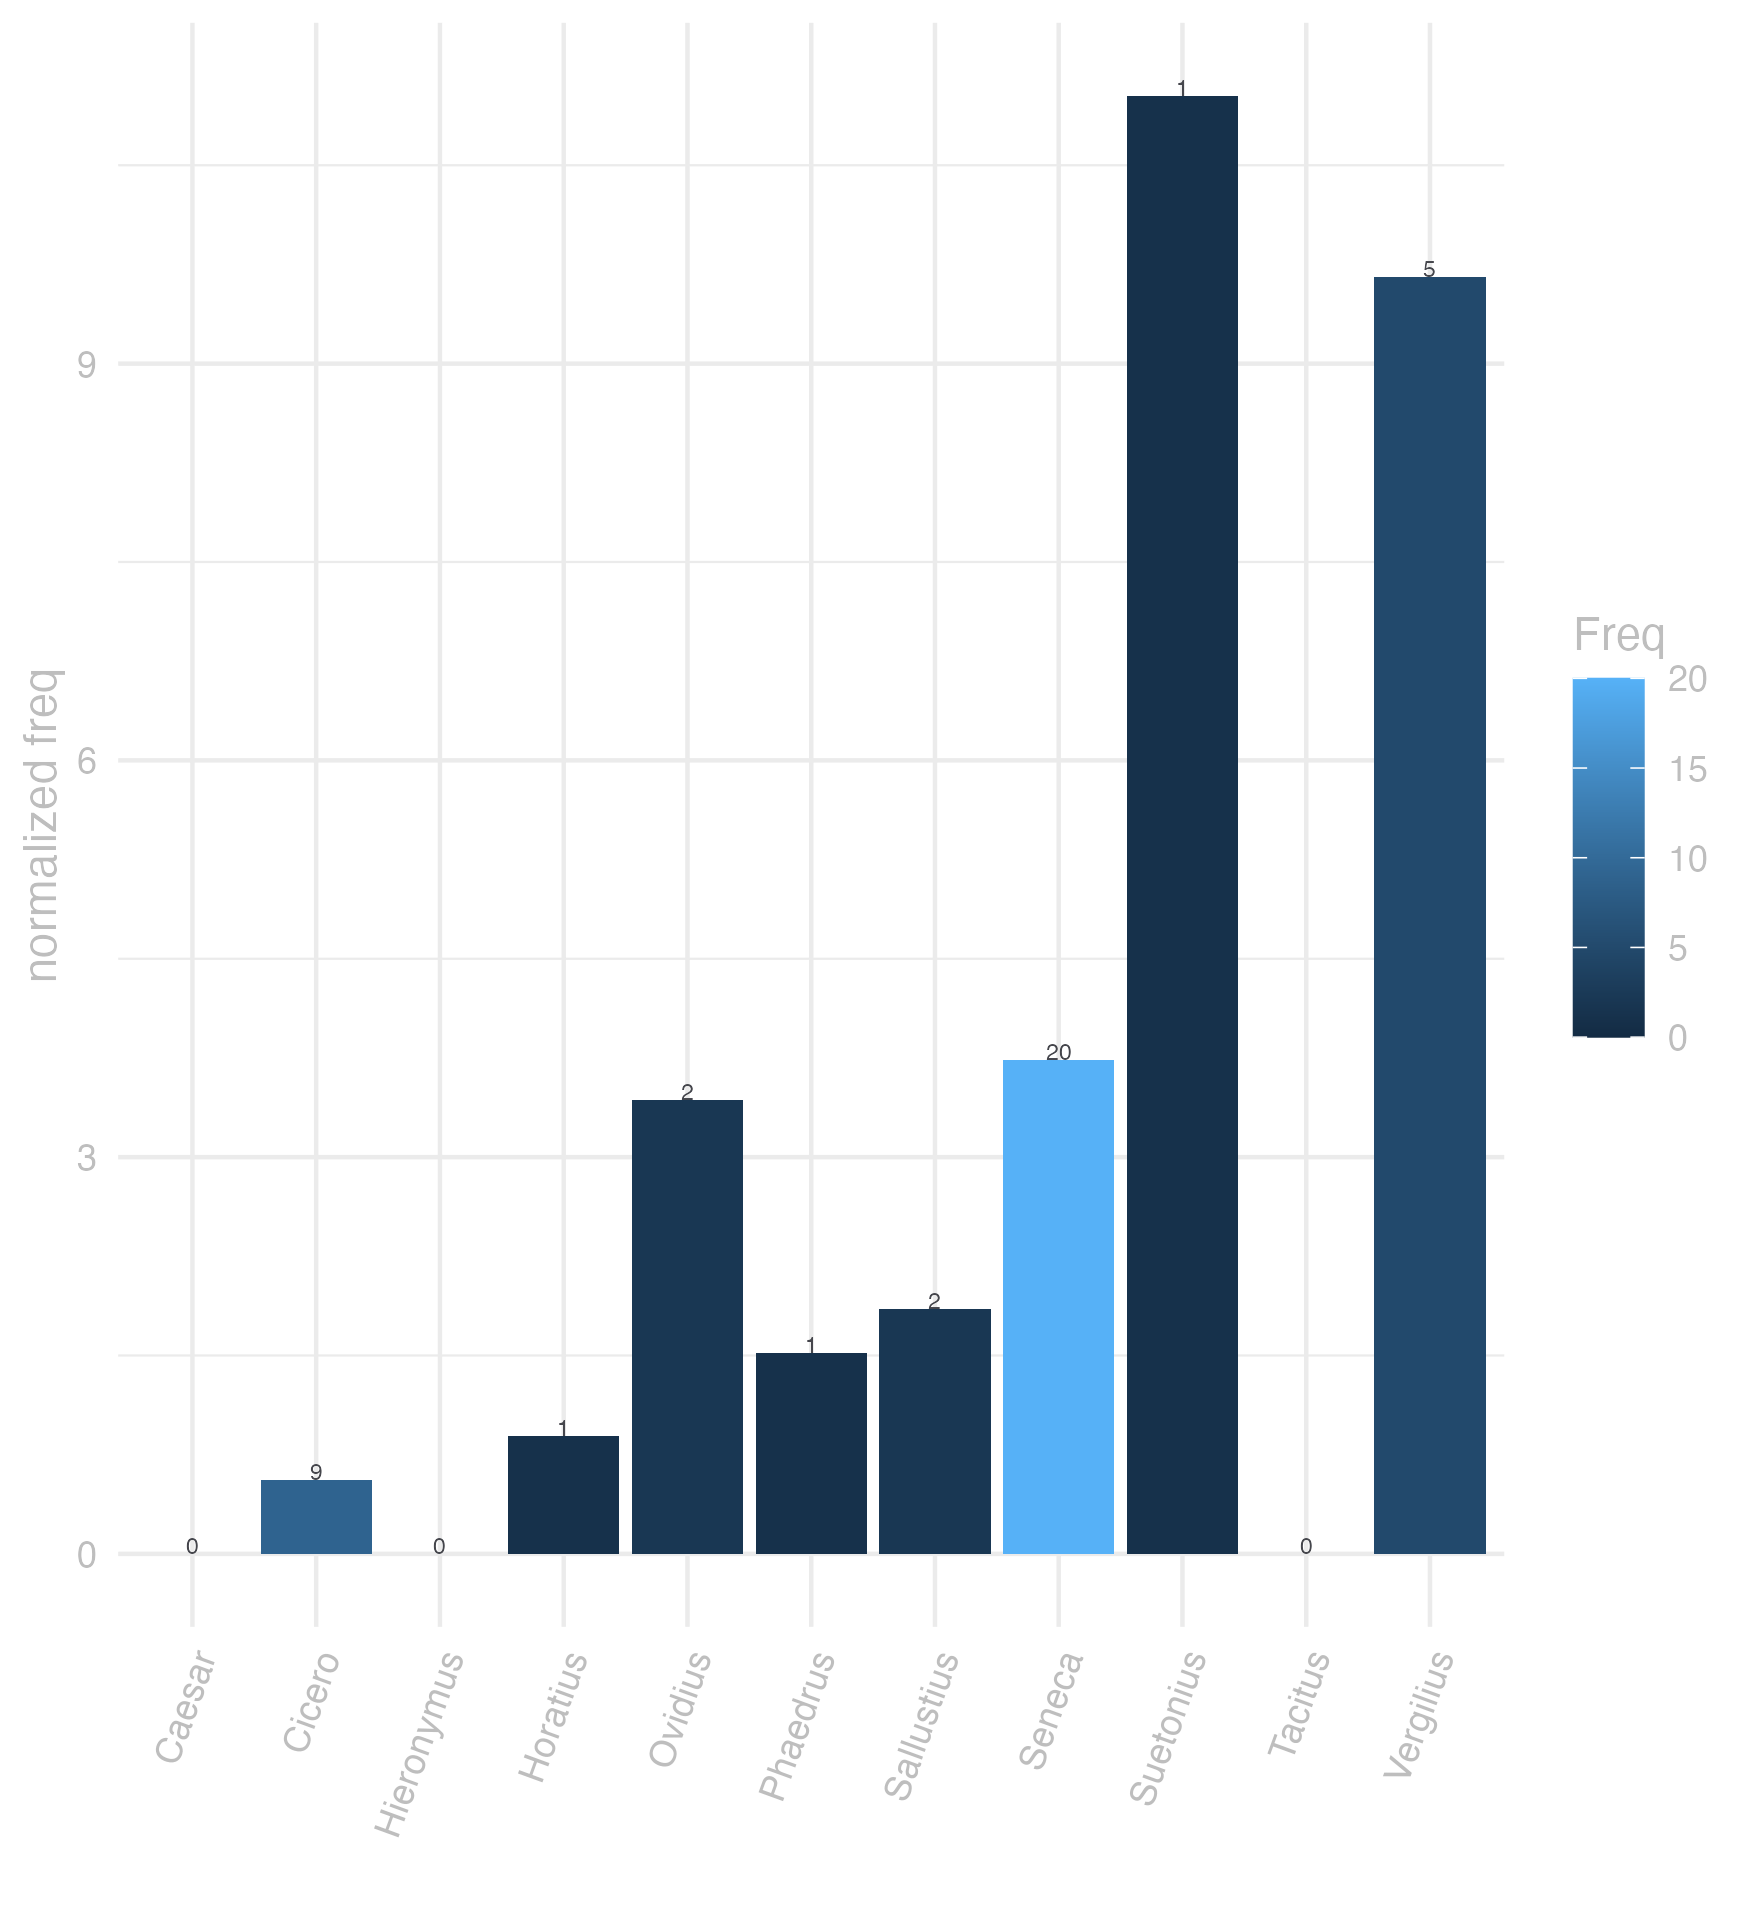 normalized freq
9
6
3
0
0
9
0
1
2
1
2
20
1
0
5
Caesar
Cicero
Hieronymus
Horatius
Ovidius
Phaedrus
Sallustius
Seneca
Suetonius
Tacitus
Vergilius
Freq
20
15
10
5
0